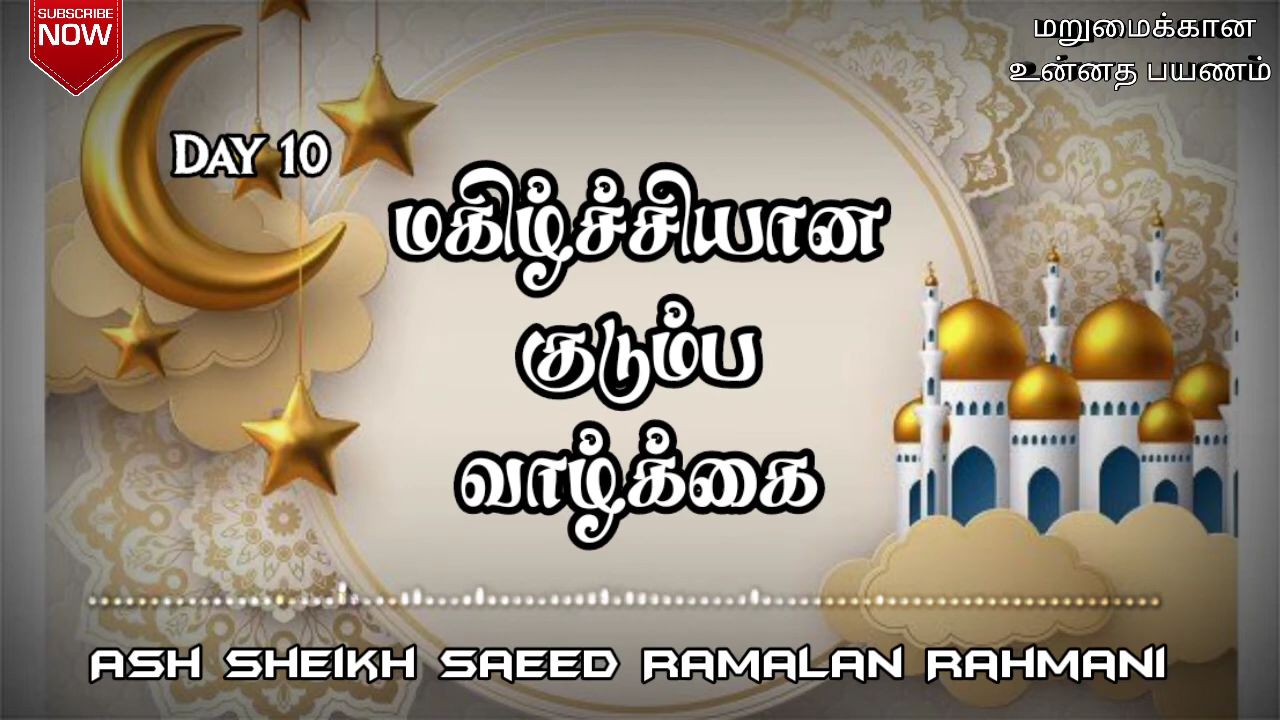 SUBSCRIBE
NOW
மறுமைக்கான
உன்னத பயணம்
DAY 10
மகிழ்ச்சியான
குடும்ப
வாழ்க்கை
ASH SHEIKH SAEED RAMALAN RAHMANI